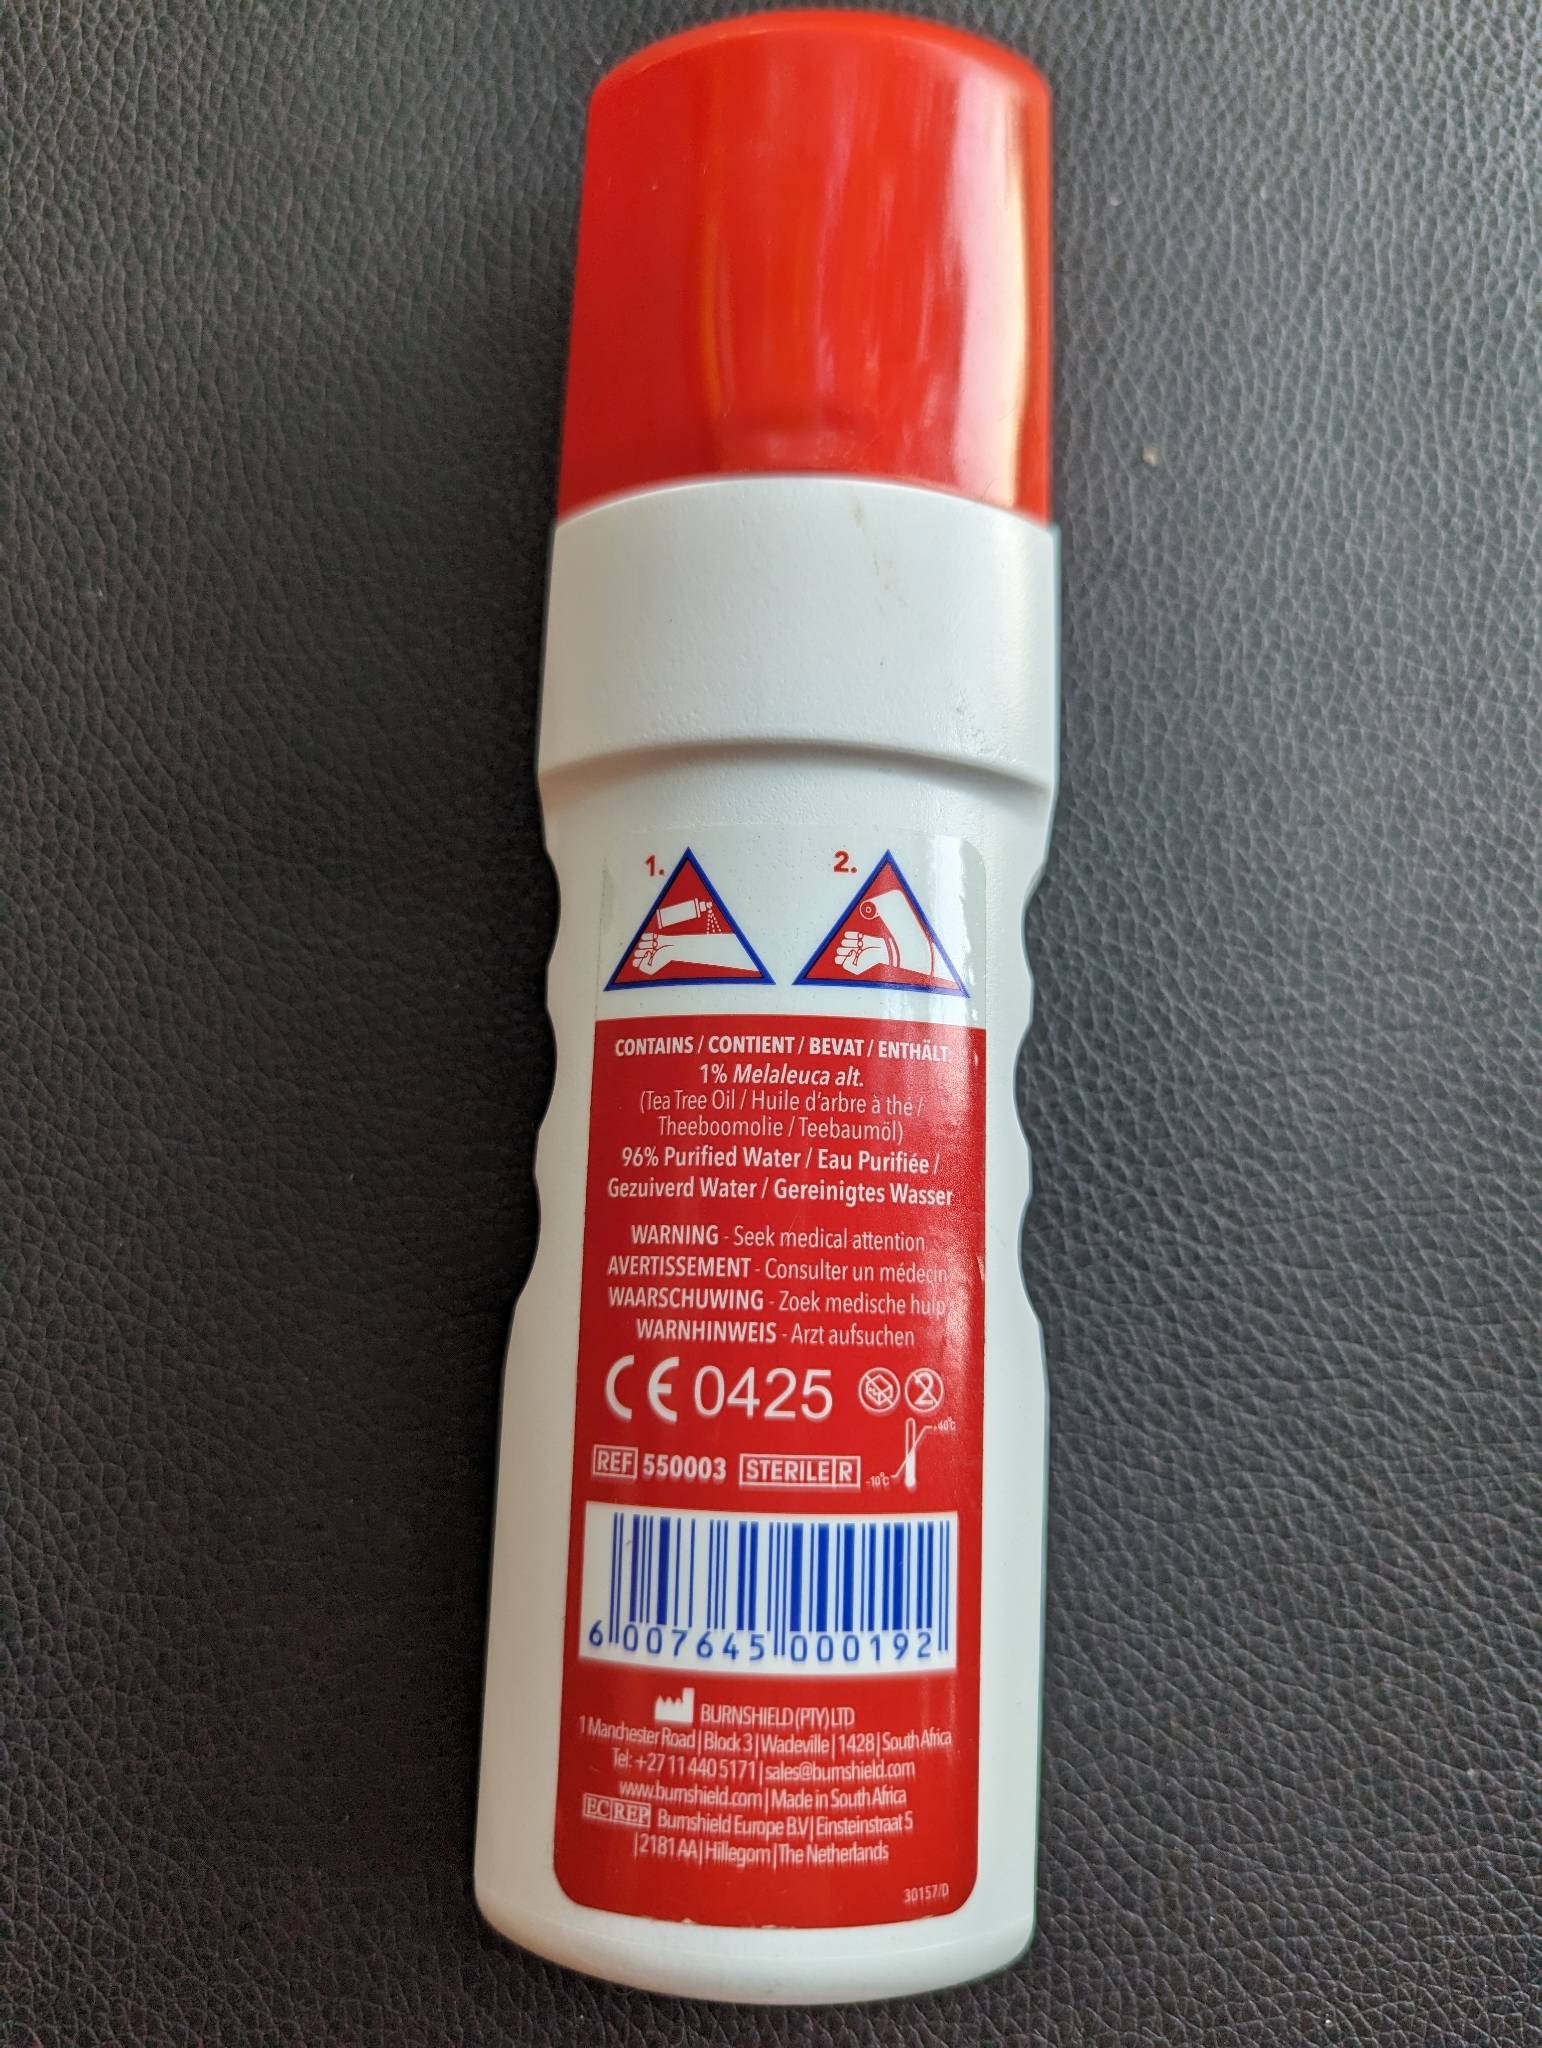 1.
2.
CONTAINS / CONTIENT / BEVAT / ENTHÄLT:
1% Melaleuca alt.
(Tea Tree Oil / Huile d'arbre à thé /
Theeboomolie / Teebaumöl)
96% Purified Water / Eau Purifiée /
Gezuiverd Water / Gereinigtes Wasser
WARNING - Seek medical attention
AVERTISSEMENT - Consulter un médecin
WAARSCHUWING - Zoek medische hulp
WARNHINWEIS - Arzt aufsuchen
CE 0425 2
+40°C
REF 550003 STERILE R -10°C
6 007645 000192
BURNSHIELD (PTY) LTD
1 Manchester Road | Block 3 | Wadeville | 1428 | South Africa
Tel: +27 11 440 5171 | sales@burnshield.com
www.burnshield.com | Made in South Africa
EC REP Burnshield Europe B.V | Einsteinstraat 5
| 2181 AA | Hillegom | The Netherlands
30157/D